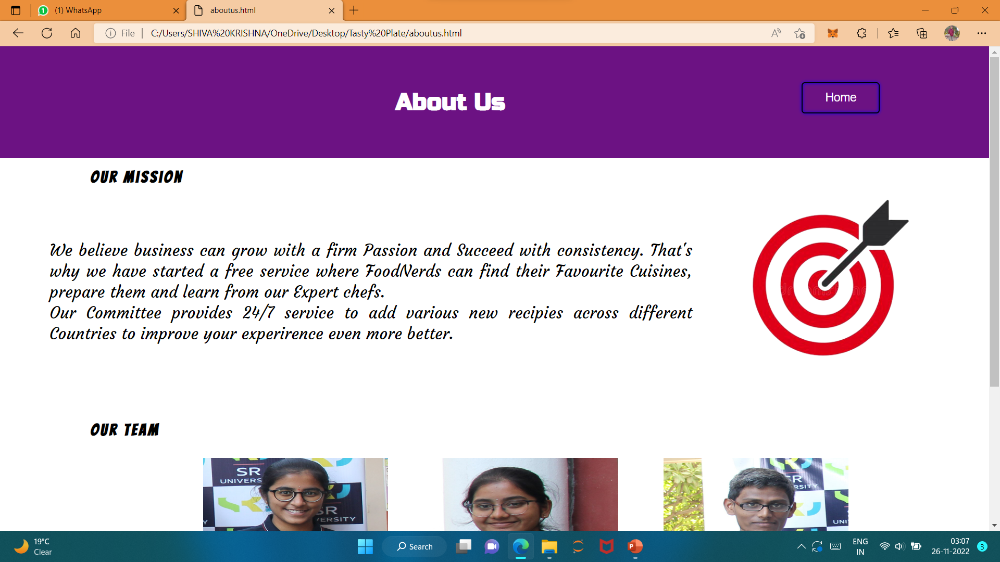 (1) WhatsApp
aboutus.html
File
C:/Users/SHIVA%20KRISHNA/OneDrive/Desktop/Tasty%20Plate/aboutus.html
About Us
Home
OUR MISSION
We believe business can grow with a firm Passion and Succeed with consistency. That's
why we have started a free service where FoodNerds can find their Favourite Cuisines,
prepare them and learn from our Expert chefs.
Our Committee provides 24/7 service to add various new recipies across different
Countries to improve your experirence even more better.
OUR TEAM
SR
UNIVERS
SR
VERSITY
SR
RSITY
UNI
19°C
Clear
Search
ENG
IN
03:07
26-11-2022
3